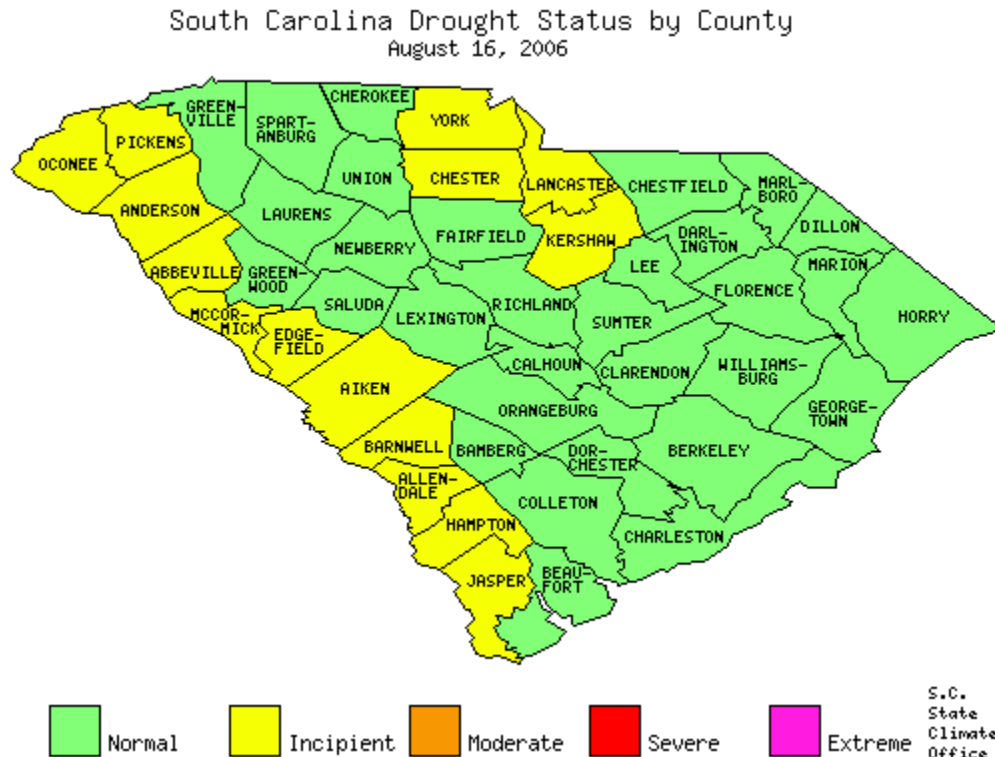 South Carolina Drought Status by County
August 16, 2006
CHEROKEE
GREEN-
VILLE
SPART-
ANBURG
YORK
PICKENS
OCONEE
UNION
CHESTER
LANCASTER
CHESTFIELD
MARL-
BORO
ANDERSON
LAURENS
DILLON
NEWBERRY
FAIRFIELD
KERSHAW
DARL-
INGTON
ABBEVILLE
GREEN-
WOOD
LEE
MARION
SALUDA
RICHLAND
FLORENCE
MCCOR-
MICK
LEXINGTON
SUMTER
HORRY
EDGE-
FIELD
CALHOUN
CLARENDON
WILLIAMS-
BURG
AIKEN
ORANGEBURG
GEORGE-
TOWN
BARNWELL
BAMBERG
DOR-
CHESTER
BERKELEY
ALLEN-
DALE
COLLETON
HAMPTON
CHARLESTON
JASPER
BEAU-
FORT
Normal
Incipient
Moderate
Severe
Extreme
S.C.
State
Climate
Office